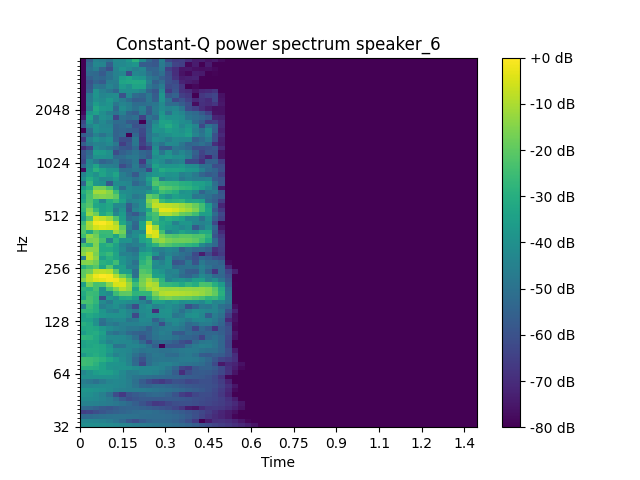 Constant-Q power spectrum speaker_6
Hz
2048
1024
512
256
128
64
32
0 0.15 0.3 0.45 0.6 0.75 0.9 1.1 1.2 1.4
Time
+0 dB
-10 dB
-20 dB
-30 dB
-40 dB
-50 dB
-60 dB
-70 dB
-80 dB